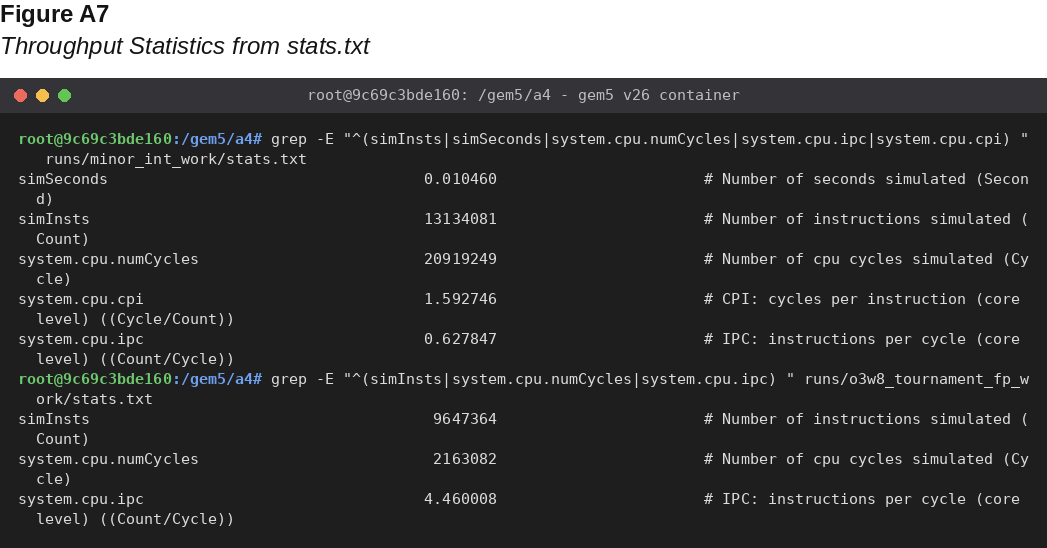 Figure A7
Throughput Statistics from stats.txt
root@9c69c3bde160: /gem5/a4 - gem5 v26 container
root@9c69c3bde160:/gem5/a4# grep -E "^(simInsts|simSeconds|system.cpu.numCycles|system.cpu.ipc|system.cpu.cpi) "
runs/minor_int_work/stats.txt
simSeconds 0.010460 # Number of seconds simulated (Secon
d)
simInsts 13134081 # Number of instructions simulated (
Count)
system.cpu.numCycles 20919249 # Number of cpu cycles simulated (Cy
cle)
system.cpu.cpi 1.592746 # CPI: cycles per instruction (core
level) ((Cycle/Count))
system.cpu.ipc 0.627847 # IPC: instructions per cycle (core
level) ((Count/Cycle))
root@9c69c3bde160:/gem5/a4# grep -E "^(simInsts|system.cpu.numCycles|system.cpu.ipc) " runs/o3w8_tournament_fp_w
ork/stats.txt
simInsts 9647364 # Number of instructions simulated (
Count)
system.cpu.numCycles 2163082 # Number of cpu cycles simulated (Cy
cle)
system.cpu.ipc 4.460008 # IPC: instructions per cycle (core
level) ((Count/Cycle))